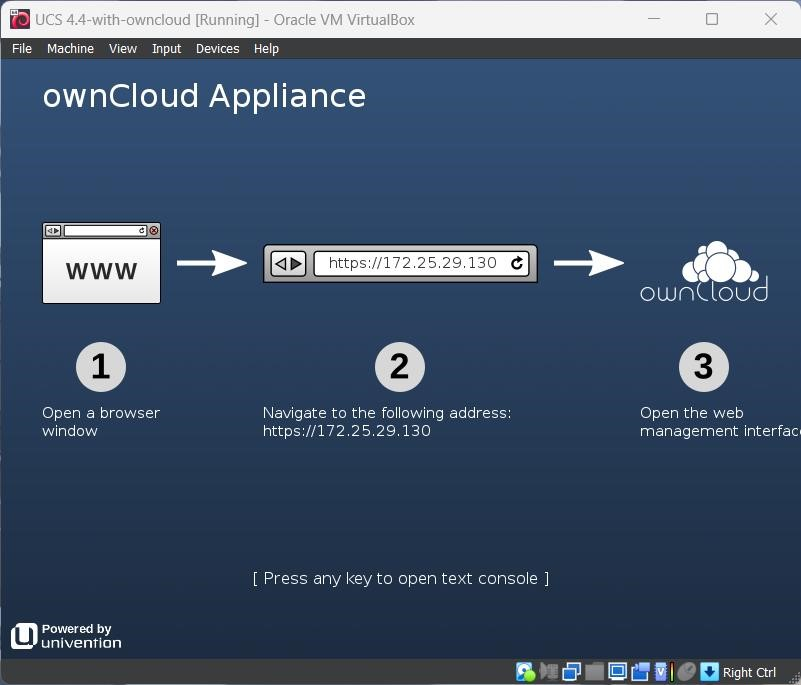 UCS 4.4-with-owncloud [Running] - Oracle VM VirtualBox
File Machine View Input Devices Help
ownCloud Appliance
www
https://172.25.29.130
ownCloud
1
2
3
Open a browser
window
Navigate to the following address:
https://172.25.29.130
Open the web
management interfac
[ Press any key to open text console ]
Powered by
univention
Right Ctrl